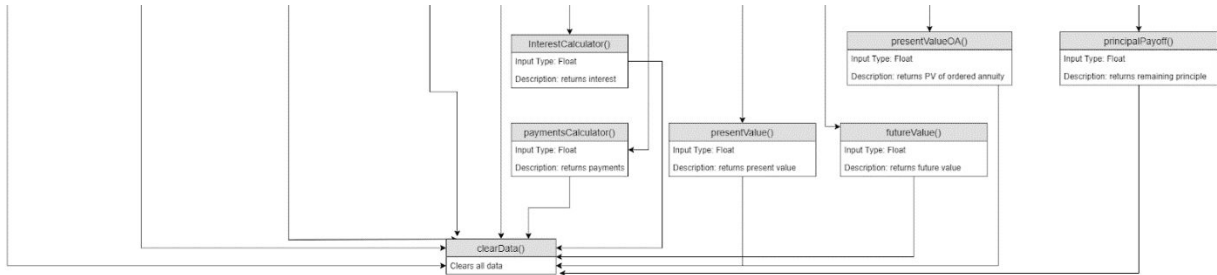 InterestCalculator()
Input Type: Float
Description: returns interest
presentValueOA()
Input Type: Float
Description: returns PV of ordered annuity
principalPayoff()
Input Type: Float
Description: returns remaining principle
paymentsCalculator()
Input Type: Float
Description: returns payments
presentValue()
Input Type: Float
Description: returns present value
futureValue()
Input Type: Float
Description: returns future value
clearData()
Clears all data